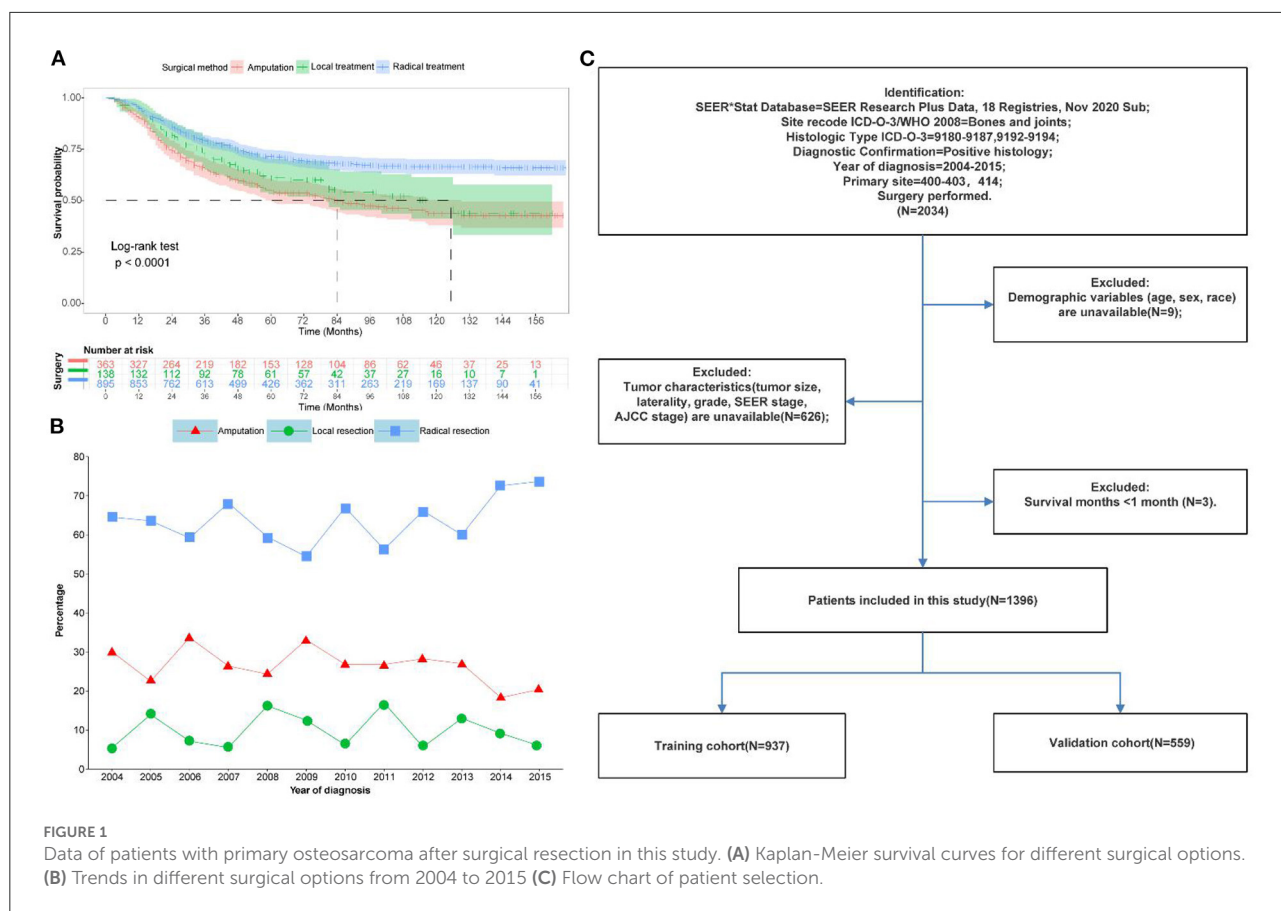 A
Surgical method Amputation Local treatment Radical treatment
Survival probability
1.00
0.75
0.50
0.25
0.00
Log-rank test
p < 0.0001
0 12 24 36 48 60 72 84 96 108 120 132 144 156
Time (Months)
Number at risk
Surgery
363 327 264 219 182 153 128 104 86 62 46 37 25 13
138 132 112 92 78 61 57 42 37 27 16 10 7 1
895 853 762 613 499 426 362 311 263 219 169 137 90 41
0 12 24 36 48 60 72 84 96 108 120 132 144 156
Time (Months)
B
Amputation Local resection Radical resection
Percentage
80
70
60
50
40
30
20
10
0
2004 2005 2006 2007 2008 2009 2010 2011 2012 2013 2014 2015
Year of diagnosis
C
Identification:
SEER*Stat Database=SEER Research Plus Data, 18 Registries, Nov 2020 Sub;
Site recode ICD-O-3/WHO 2008=Bones and joints;
Histologic Type ICD-O-3=9180-9187,9192-9194;
Diagnostic Confirmation=Positive histology;
Year of diagnosis=2004-2015;
Primary site=400-403，414;
Surgery performed.
(N=2034)
Excluded:
Demographic variables (age, sex, race)
are unavailable(N=9);
Excluded:
Tumor characteristics(tumor size,
laterality, grade, SEER stage,
AJCC stage) are unavailable(N=626);
Excluded:
Survival months <1 month (N=3).
Patients included in this study(N=1396)
Training cohort(N=937)
Validation cohort(N=559)
FIGURE 1
Data of patients with primary osteosarcoma after surgical resection in this study. (A) Kaplan-Meier survival curves for different surgical options.
(B) Trends in different surgical options from 2004 to 2015 (C) Flow chart of patient selection.